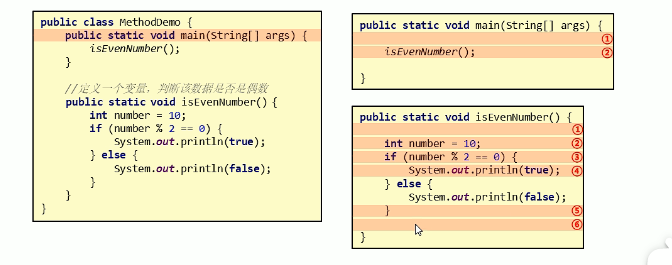 public class MethodDemo {
public static void main(String[] args) {
isEvenNumber();
}
//定义一个变量，判断该数据是否是偶数
public static void isEvenNumber() {
int number = 10;
if (number % 2 == 0) {
System.out.println(true);
} else {
System.out.println(false);
}
}
}
public static void main(String[] args) {
①
isEvenNumber(); ②
}
public static void isEvenNumber() {
①
int number = 10; ②
if (number % 2 == 0) { ③
System.out.println(true); ④
} else {
System.out.println(false);
} ⑤
⑥
}